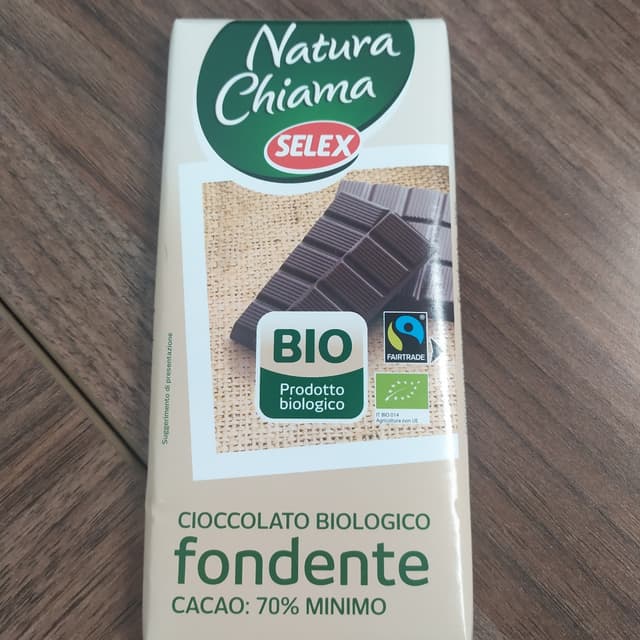 Natura
Chiama
SELEX
BIO
Prodotto
biologico
FAIRTRADE
IT BIO 014
Agricoltura non UE
Suggerimento di presentazione
CIOCCOLATO BIOLOGICO
fondente
CACAO: 70% MINIMO